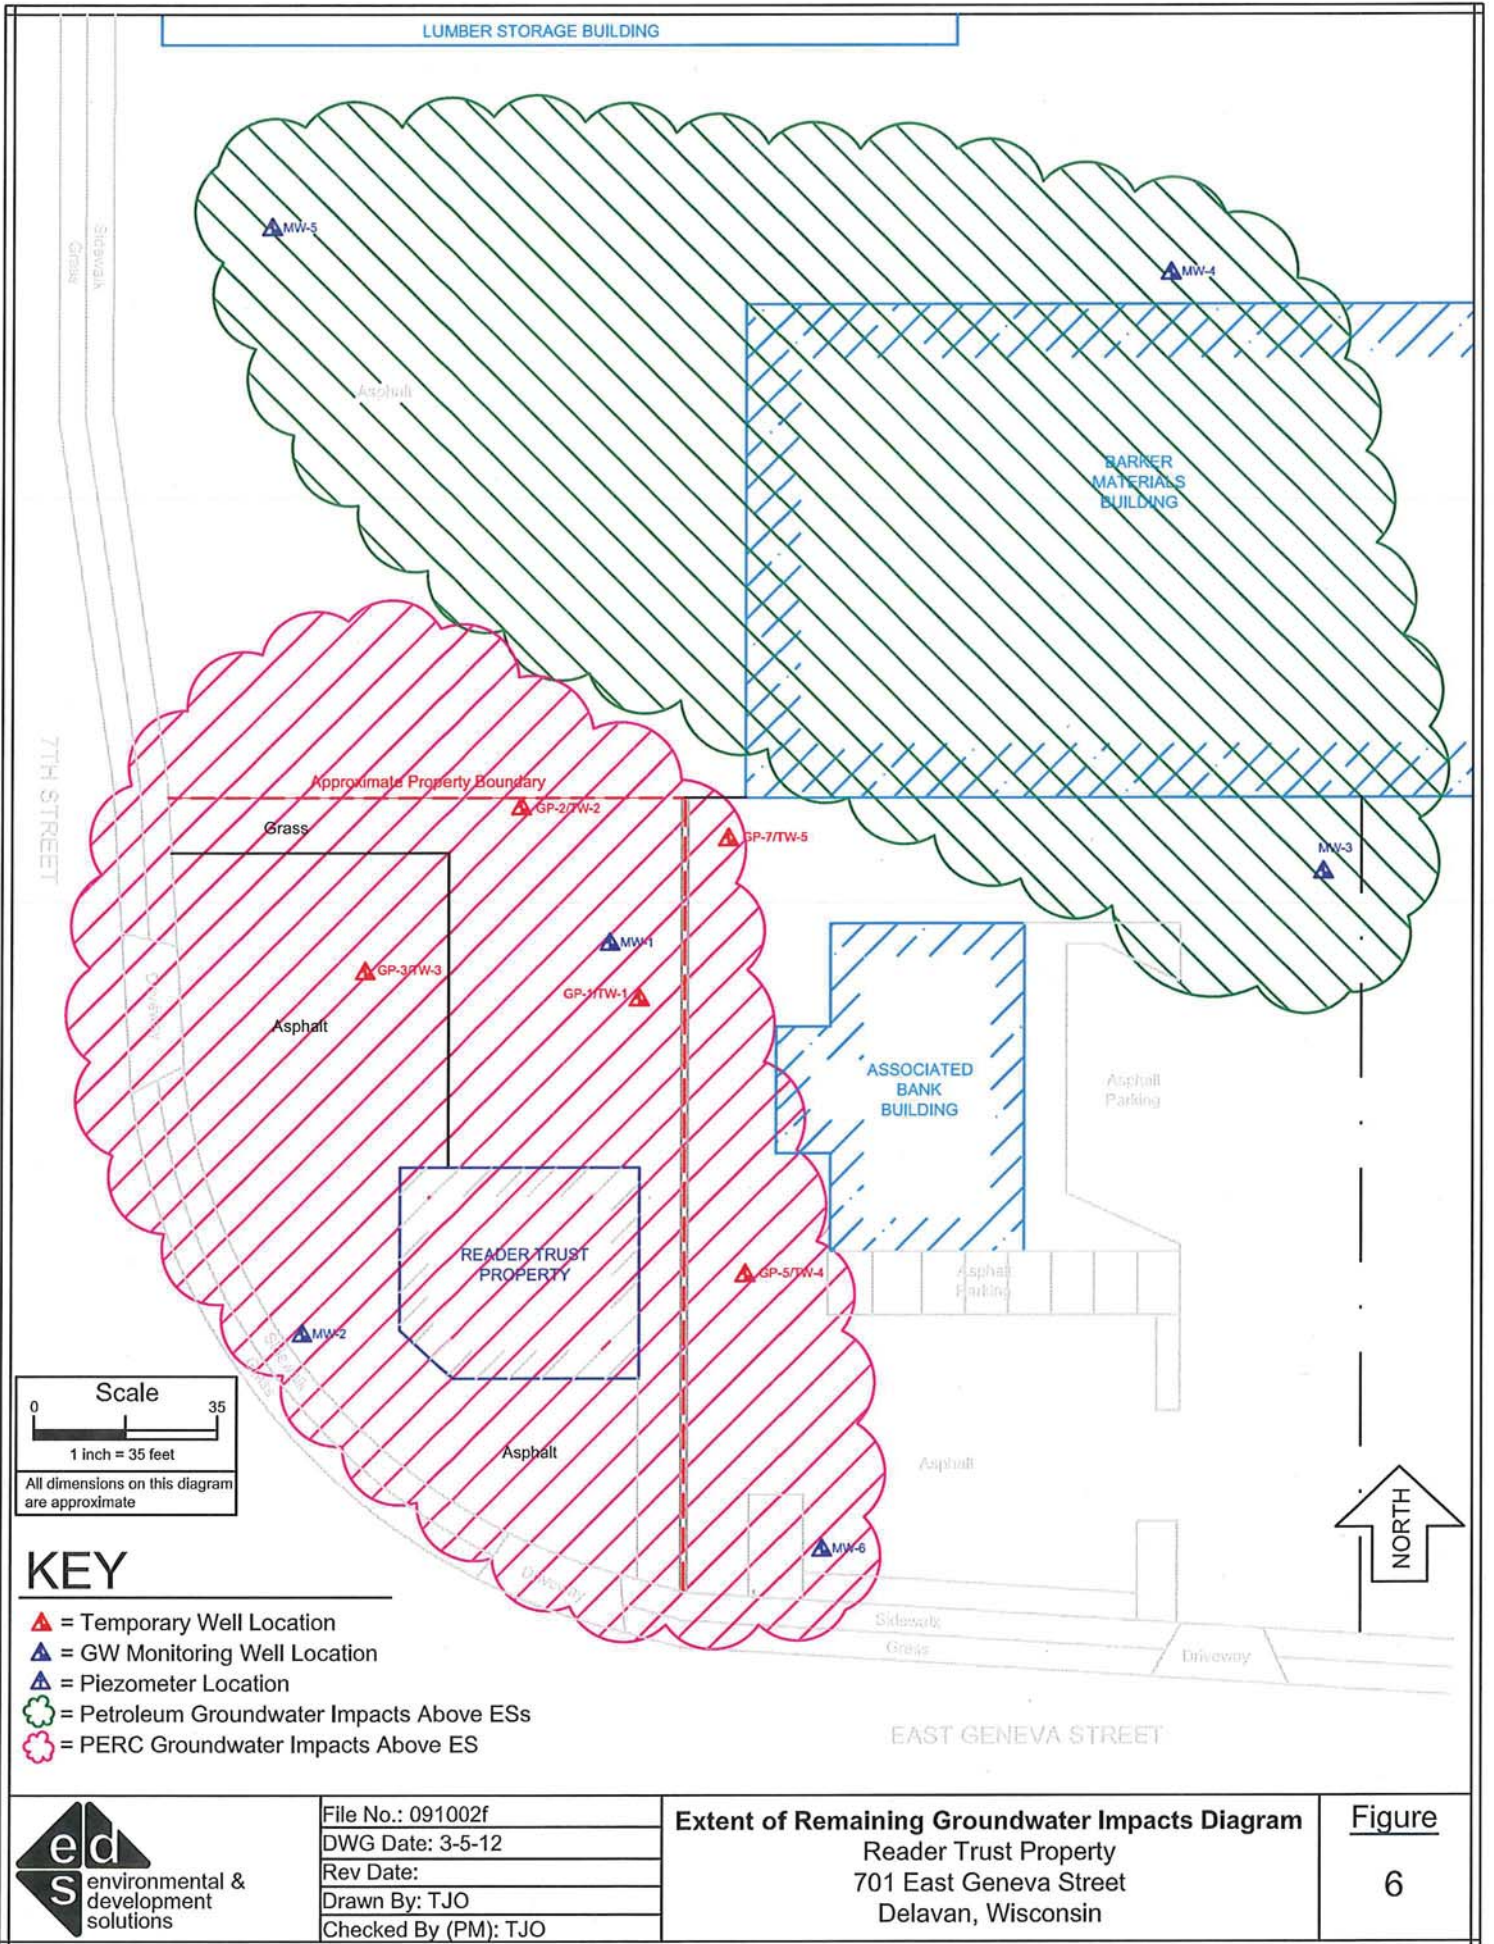 LUMBER STORAGE BUILDING
Sidewalk
Grass
MW-5
MW-4
Asphalt
BARKER
MATERIALS
BUILDING
7TH STREET
Approximate Property Boundary
GP-2/TW-2
Grass
GP-7/TW-5
MW-3
MW-1
GP-3/TW-3
GP-1/TW-1
Asphalt
Driveway
ASSOCIATED
BANK
BUILDING
Asphalt
Parking
READER TRUST
PROPERTY
GP-5/TW-4
Asphalt
Parking
MW-2
Sidewalk
Grass
Scale
0 35
1 inch = 35 feet
All dimensions on this diagram
are approximate
Asphalt
Asphalt
NORTH
MW-6
Driveway
Sidewalk
Grass
Driveway
EAST GENEVA STREET
KEY
= Temporary Well Location
= GW Monitoring Well Location
= Piezometer Location
= Petroleum Groundwater Impacts Above ESs
= PERC Groundwater Impacts Above ES
eds
environmental &
development
solutions
File No.: 091002f
DWG Date: 3-5-12
Rev Date:
Drawn By: TJO
Checked By (PM): TJO
Extent of Remaining Groundwater Impacts Diagram
Reader Trust Property
701 East Geneva Street
Delavan, Wisconsin
Figure
6